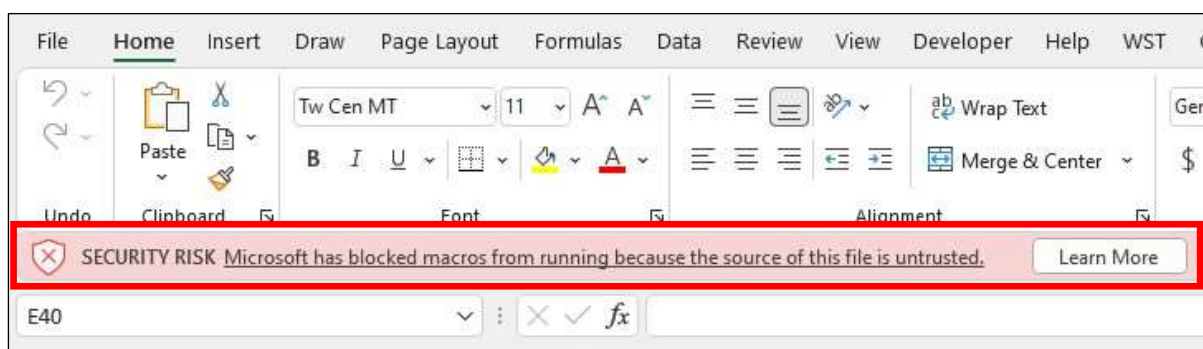 File Home Insert Draw Page Layout Formulas Data Review View Developer Help WST
Tw Cen MT 11 A A ab Wrap Text Ger
Paste B I U A Merge & Center $
Undo Clipboard Font Alignment
SECURITY RISK Microsoft has blocked macros from running because the source of this file is untrusted. Learn More
E40 fx